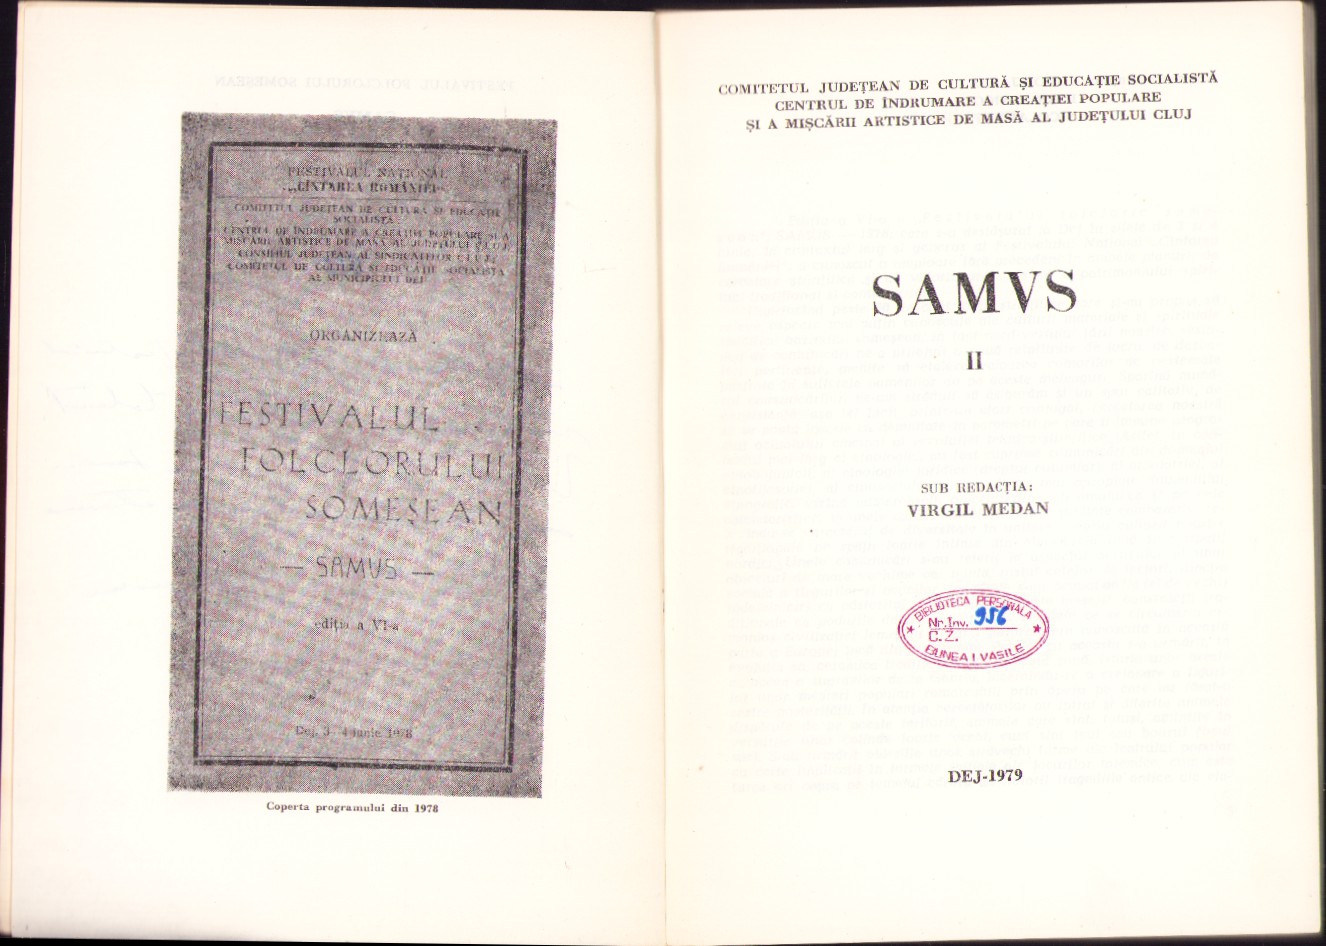 FESTIVALUL NAȚIONAL
„CÎNTAREA ROMÂNIEI"
COMITETUL JUDEȚEAN DE CULTURĂ ȘI EDUCAȚIE
SOCIALISTĂ
CENTRUL DE ÎNDRUMARE A CREAȚIEI POPULARE ȘI A
MIȘCĂRII ARTISTICE DE MASĂ AL JUDEȚULUI CLUJ
CONSILIUL JUDEȚEAN AL SINDICATELOR CLUJ,
COMITETUL DE CULTURĂ ȘI EDUCAȚIE SOCIALISTA
AL MUNICIPIULUI DEJ
ORGANIZEAZĂ
FESTIVALUL
FOLCLORULUI
SOMEȘEAN
— SAMUS —
ediția a VI-a
Dej, 3–4 iunie 1978
Coperta programului din 1978
COMITETUL JUDEȚEAN DE CULTURĂ ȘI EDUCAȚIE SOCIALISTĂ
CENTRUL DE ÎNDRUMARE A CREAȚIEI POPULARE
ȘI A MIȘCĂRII ARTISTICE DE MASĂ AL JUDEȚULUI CLUJ
SAMVS
II
SUB REDACȚIA:
VIRGIL MEDAN
BIBLIOTECA PERSONALA
Nr. Inv. 956
C. Z.
BUNEA I VASILE
DEJ-1979